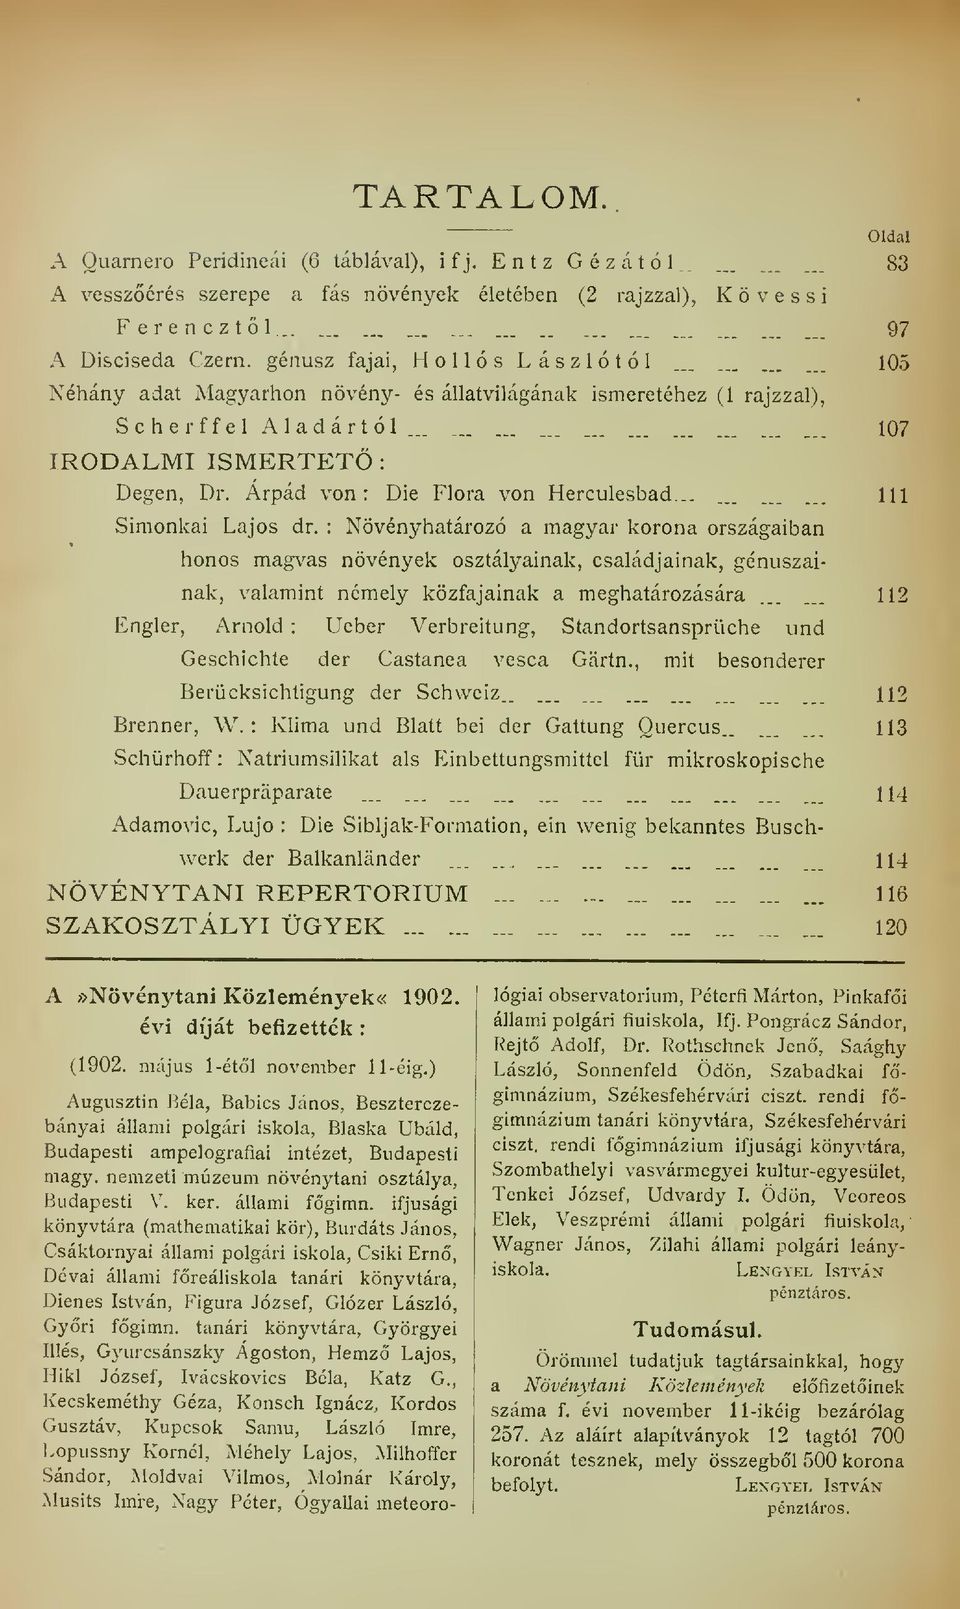 TARTALOM.
Oldal
A Quarnero Peridineái (6 táblával), ifj. Entz Gézától 83
A vesszőérés szerepe a fás növények életében (2 rajzzal), Kövessi
Ferencztől 97
A Disciseda Czern. génusz fajai, Hollós Lászlótól 105
Néhány adat Magyarhon növény- és állatvilágának ismeretéhez (1 rajzzal),
Scherffel Aladártól 107
IRODALMI ISMERTETŐ :
Degen, Dr. Árpád von : Die Flora von Herculesbad 111
Simonkai Lajos dr. : Növényhatározó a magyar korona országaiban
honos magvas növények osztályainak, családjainak, génuszai-
nak, valamint némely közfajainak a meghatározására 112
Engler, Arnold : Ueber Verbreitung, Standortsansprüche und
Geschichte der Castanea vesca Gärtn., mit besonderer
Berücksichtigung der Schweiz 112
Brenner, W. : Klima und Blatt bei der Gattung Quercus 113
Schürhoff : Natriumsilikat als Einbettungsmittel für mikroskopische
Dauerpräparate 114
Adamovic, Lujo : Die Sibljak-Formation, ein wenig bekanntes Busch-
werk der Balkanländer 114
NÖVÉNYTANI REPERTORIUM 116
SZAKOSZTÁLYI ÜGYEK 120
A »Növénytani Közlemények« 1902.
évi díját befizették :
(1902. május 1-étől november 11-éig.)
Augusztin Béla, Babics János, Beszterczе-
bányai állami polgári iskola, Blaska Ubáld,
Budapesti ampelografiai intézet, Budapesti
magy. nemzeti múzeum növénytani osztálya,
Budapesti V. ker. állami főgimn. ifjusági
könyvtára (mathematikai kör), Burdáts János,
Csáktornyai állami polgári iskola, Csiki Ernő,
Dévai állami főreáliskola tanári könyvtára,
Dienes István, Figura József, Glózer László,
Győri főgimn. tanári könyvtára, Györgyei
Illés, Gyurcsánszky Ágoston, Hemző Lajos,
Hikl József, Ivácskovics Béla, Katz G.,
Kecskeméthy Géza, Konsch Ignácz, Kordos
Gusztáv, Kupcsok Samu, László Imre,
Lopussny Kornél, Méhely Lajos, Milhoffer
Sándor, Moldvai Vilmos, Molnár Károly,
Musits Imre, Nagy Péter, Ógyallai meteoro-
lógiai observatorium, Péterfi Márton, Pinkafői
állami polgári fiuiskola, Ifj. Pongrácz Sándor,
Rejtő Adolf, Dr. Rothschnek Jenő, Saághy
László, Sonnenfeld Ödön, Szabadkai fő-
gimnázium, Székesfehérvári ciszt. rendi fő-
gimnázium tanári könyvtára, Székesfehérvári
ciszt. rendi főgimnázium ifjusági könyvtára,
Szombathelyi vasvármegyei kultur-egyesület,
Tenkei József, Udvardy I. Ödön, Veoreos
Elek, Veszprémi állami polgári fiuiskola,
Wagner János, Zilahi állami polgári leány-
iskola. LENGYEL ISTVÁN
pénztáros.
Tudomásul.
Örömmel tudatjuk tagtársainkkal, hogy
a Növénytani Közlemények előfizetőinek
száma f. évi november 11-ikéig bezárólag
257. Az aláírt alapítványok 12 tagtól 700
koronát tesznek, mely összegből 500 korona
befolyt. LENGYEL ISTVÁN
pénztáros.